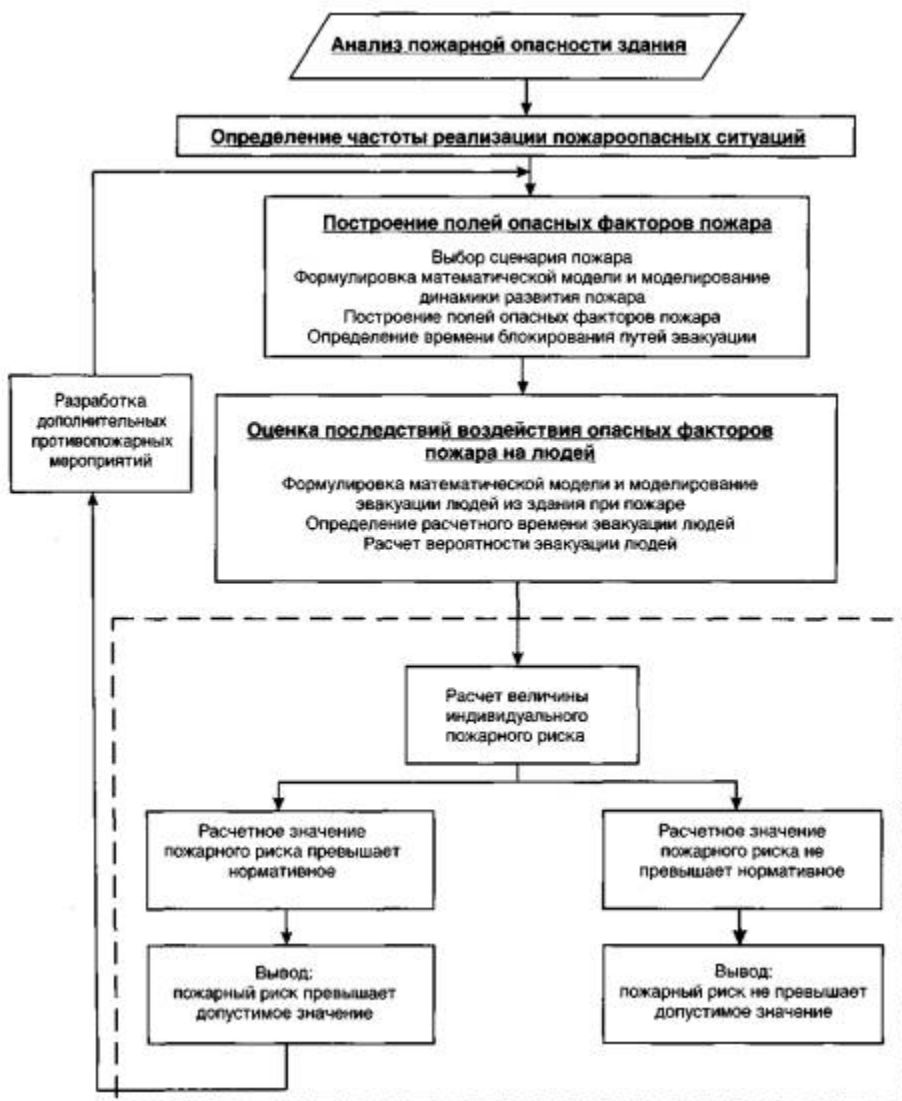 Анализ пожарной опасности здания
Определение частоты реализации пожароопасных ситуаций
Построение полей опасных факторов пожара
Выбор сценария пожара
Формулировка математической модели и моделирование
динамики развития пожара
Построение полей опасных факторов пожара
Определение времени блокирования путей эвакуации
Разработка
дополнительных
противопожарных
мероприятий
Оценка последствий воздействия опасных факторов
пожара на людей
Формулировка математической модели и моделирование
эвакуации людей из здания при пожаре
Определение расчетного времени эвакуации людей
Расчет вероятности эвакуации людей
Расчет величины
индивидуального
пожарного риска
Расчетное значение
пожарного риска превышает
нормативное
Расчетное значение
пожарного риска не
превышает нормативное
Вывод:
пожарный риск превышает
допустимое значение
Вывод:
пожарный риск не превышает
допустимое значение